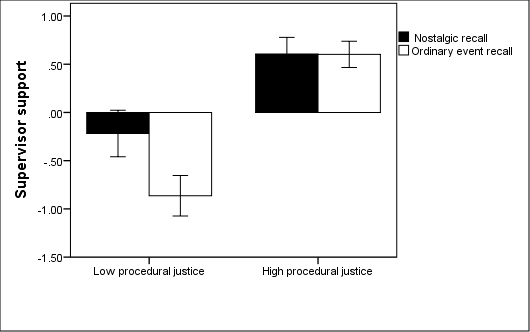 1.00
.50
.00
-.50
-1.00
-1.50
Supervisor support
Low procedural justice
High procedural justice
Nostalgic recall
Ordinary event recall